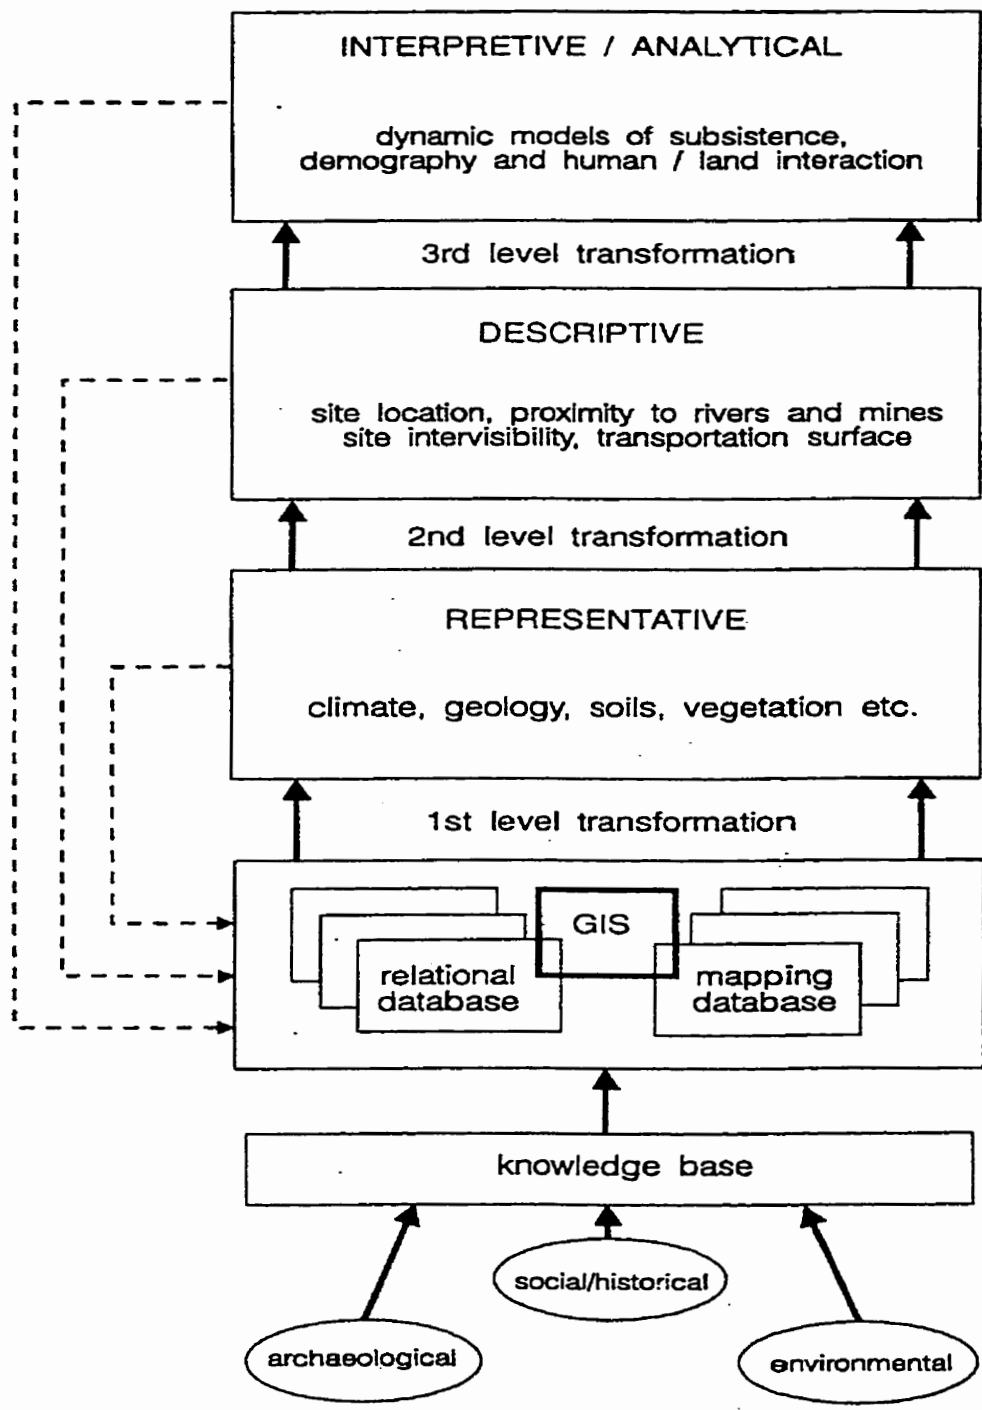 INTERPRETIVE / ANALYTICAL
dynamic models of subsistence,
demography and human / land interaction
3rd level transformation
DESCRIPTIVE
site location, proximity to rivers and mines
site intervisibility, transportation surface
2nd level transformation
REPRESENTATIVE
climate, geology, soils, vegetation etc.
1st level transformation
GIS
relational
database
mapping
database
knowledge base
social/historical
archaeological
environmental